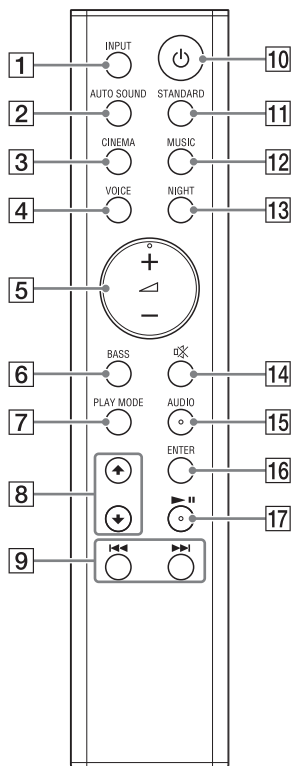 INPUT
1
10
AUTO SOUND STANDARD
2
11
CINEMA MUSIC
3
12
VOICE NIGHT
4
13
+
5
−
BASS
6
14
PLAY MODE AUDIO
7
15
ENTER
8
16
17
9